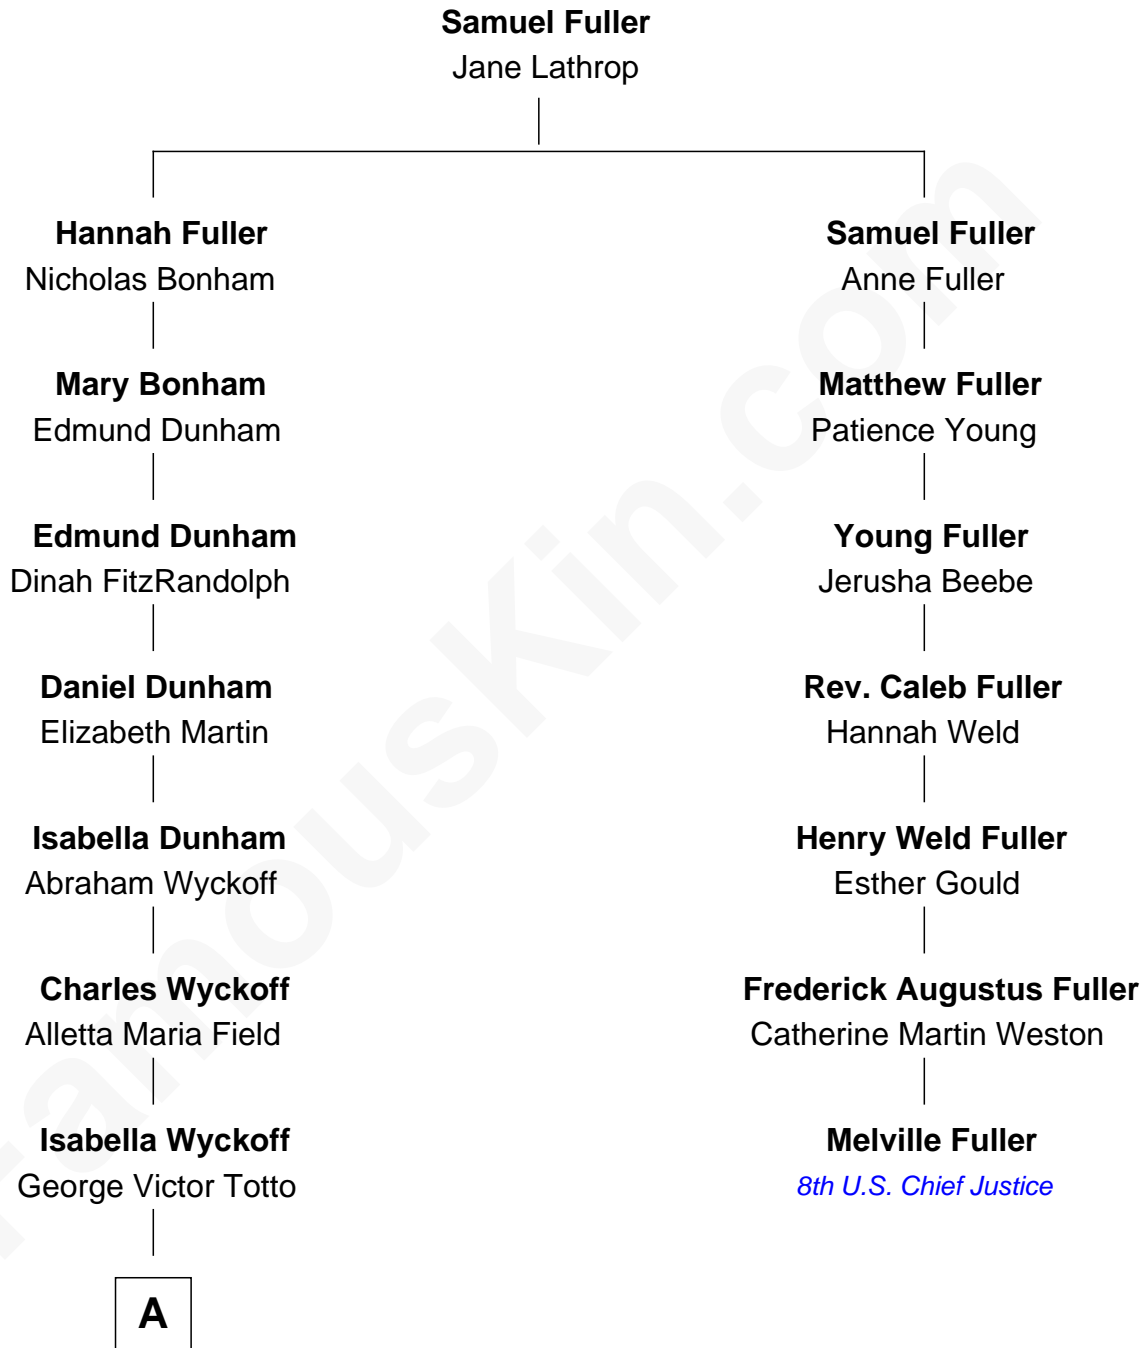 Samuel Fuller
Jane Lathrop
Hannah Fuller
Nicholas Bonham
Samuel Fuller
Anne Fuller
Mary Bonham
Edmund Dunham
Matthew Fuller
Patience Young
Edmund Dunham
Dinah FitzRandolph
Young Fuller
Jerusha Beebe
Daniel Dunham
Elizabeth Martin
Rev. Caleb Fuller
Hannah Weld
Isabella Dunham
Abraham Wyckoff
Henry Weld Fuller
Esther Gould
Charles Wyckoff
Alletta Maria Field
Frederick Augustus Fuller
Catherine Martin Weston
Isabella Wyckoff
George Victor Totto
Melville Fuller
8th U.S. Chief Justice
A
FamousKin.com